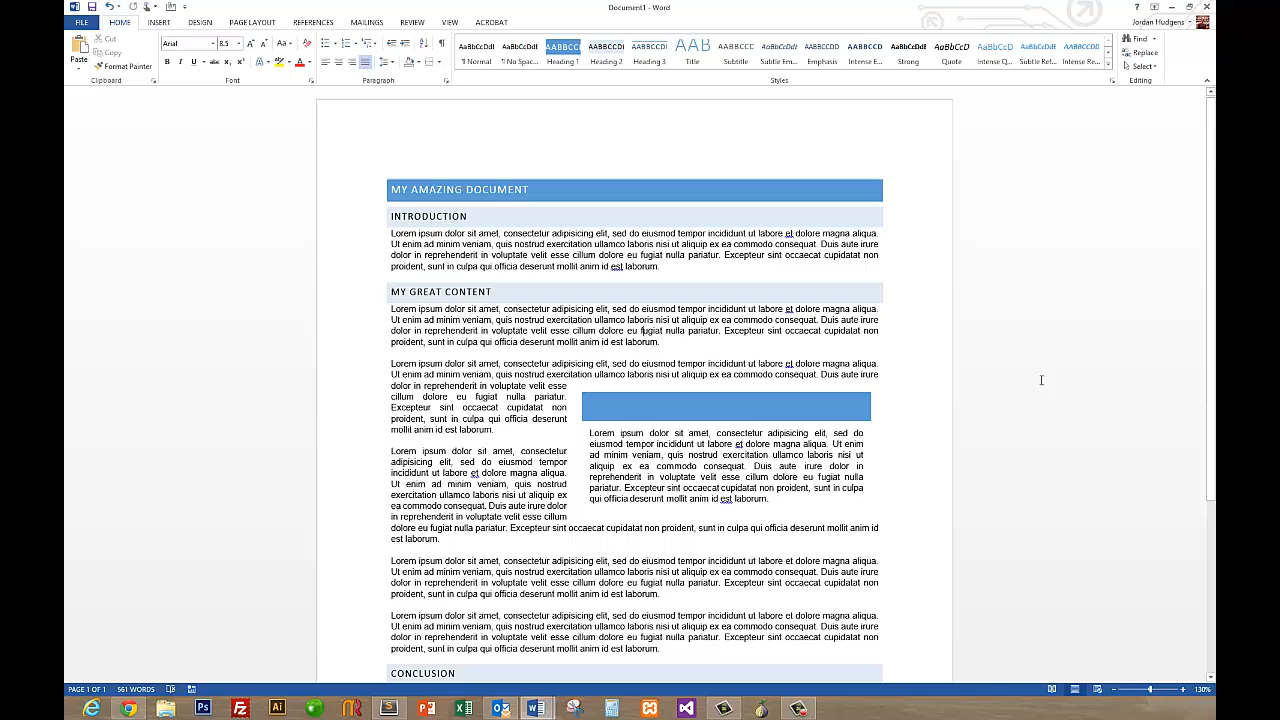 Document1 - Word
FILE HOME INSERT DESIGN PAGE LAYOUT REFERENCES MAILINGS REVIEW VIEW ACROBAT
Jordan Hudgens
Paste
Cut
Copy
Format Painter
Arial 8.5
AaBbCcDdI AaBbCcDdI AABBCCI AABBCCDI AABBCCDI AAB AABBCCC AaBbCcDdI AABBCCDD AABBCCDI AaBbCcDd AaBbCcD AaBbCcD AaBbCcDdI AABBCCDD
¶ Normal ¶ No Spac... Heading 1 Heading 2 Heading 3 Title Subtitle Subtle Em... Emphasis Intense E... Strong Quote Intense Q... Subtle Ref... Intense Re...
Find
Replace
Select
Clipboard Font Paragraph Styles Editing
MY AMAZING DOCUMENT
INTRODUCTION
Lorem ipsum dolor sit amet, consectetur adipisicing elit, sed do eiusmod tempor incididunt ut labore et dolore magna aliqua.
Ut enim ad minim veniam, quis nostrud exercitation ullamco laboris nisi ut aliquip ex ea commodo consequat. Duis aute irure
dolor in reprehenderit in voluptate velit esse cillum dolore eu fugiat nulla pariatur. Excepteur sint occaecat cupidatat non
proident, sunt in culpa qui officia deserunt mollit anim id est laborum.
MY GREAT CONTENT
Lorem ipsum dolor sit amet, consectetur adipisicing elit, sed do eiusmod tempor incididunt ut labore et dolore magna aliqua.
Ut enim ad minim veniam, quis nostrud exercitation ullamco laboris nisi ut aliquip ex ea commodo consequat. Duis aute irure
dolor in reprehenderit in voluptate velit esse cillum dolore eu fugiat nulla pariatur. Excepteur sint occaecat cupidatat non
proident, sunt in culpa qui officia deserunt mollit anim id est laborum.
Lorem ipsum dolor sit amet, consectetur adipisicing elit, sed do eiusmod tempor incididunt ut labore et dolore magna aliqua.
Ut enim ad minim veniam, quis nostrud exercitation ullamco laboris nisi ut aliquip ex ea commodo consequat. Duis aute irure
dolor in reprehenderit in voluptate velit esse
cillum dolore eu fugiat nulla pariatur.
Excepteur sint occaecat cupidatat non
proident, sunt in culpa qui officia deserunt
mollit anim id est laborum.
Lorem ipsum dolor sit amet, consectetur
adipisicing elit, sed do eiusmod tempor
incididunt ut labore et dolore magna aliqua.
Ut enim ad minim veniam, quis nostrud
exercitation ullamco laboris nisi ut aliquip ex
ea commodo consequat. Duis aute irure dolor
in reprehenderit in voluptate velit esse cillum
dolore eu fugiat nulla pariatur. Excepteur sint occaecat cupidatat non proident, sunt in culpa qui officia deserunt mollit anim id
est laborum.
Lorem ipsum dolor sit amet, consectetur adipisicing elit, sed do
eiusmod tempor incididunt ut labore et dolore magna aliqua. Ut enim
ad minim veniam, quis nostrud exercitation ullamco laboris nisi ut
aliquip ex ea commodo consequat. Duis aute irure dolor in
reprehenderit in voluptate velit esse cillum dolore eu fugiat nulla
pariatur. Excepteur sint occaecat cupidatat non proident, sunt in culpa
qui officia deserunt mollit anim id est laborum.
Lorem ipsum dolor sit amet, consectetur adipisicing elit, sed do eiusmod tempor incididunt ut labore et dolore magna aliqua.
Ut enim ad minim veniam, quis nostrud exercitation ullamco laboris nisi ut aliquip ex ea commodo consequat. Duis aute irure
dolor in reprehenderit in voluptate velit esse cillum dolore eu fugiat nulla pariatur. Excepteur sint occaecat cupidatat non
proident, sunt in culpa qui officia deserunt mollit anim id est laborum.
Lorem ipsum dolor sit amet, consectetur adipisicing elit, sed do eiusmod tempor incididunt ut labore et dolore magna aliqua.
Ut enim ad minim veniam, quis nostrud exercitation ullamco laboris nisi ut aliquip ex ea commodo consequat. Duis aute irure
dolor in reprehenderit in voluptate velit esse cillum dolore eu fugiat nulla pariatur. Excepteur sint occaecat cupidatat non
proident, sunt in culpa qui officia deserunt mollit anim id est laborum.
CONCLUSION
PAGE 1 OF 1 561 WORDS 130%